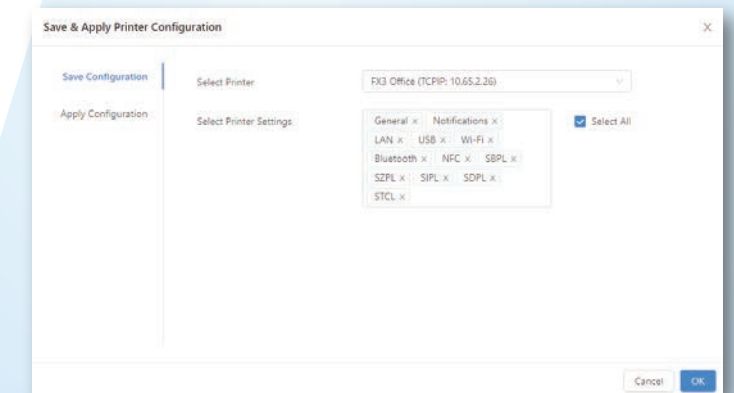 Save & Apply Printer Configuration ×
Save Configuration
Select Printer FX3 Office (TCPIP: 10.65.2.26)
Apply Configuration
Select Printer Settings
General × Notifications ×
Select All
LAN × USB × Wi-Fi ×
Bluetooth × NFC × SBPL ×
SZPL × SIPL × SDPL ×
STCL ×
Cancel OK